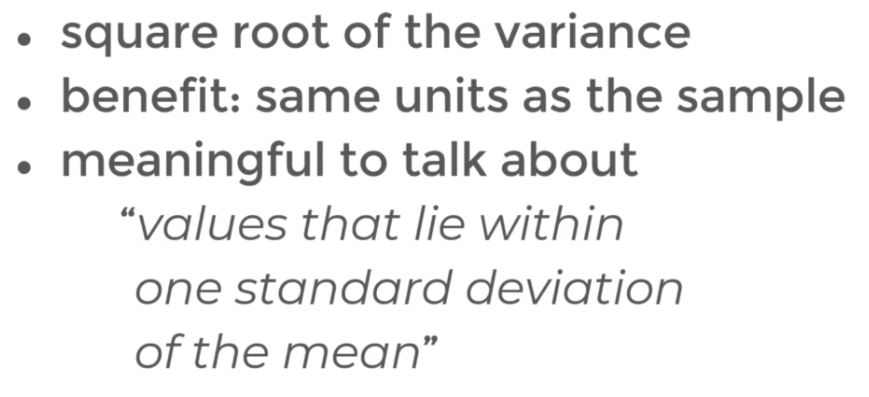 • square root of the variance
• benefit: same units as the sample
• meaningful to talk about
“values that lie within
one standard deviation
of the mean”